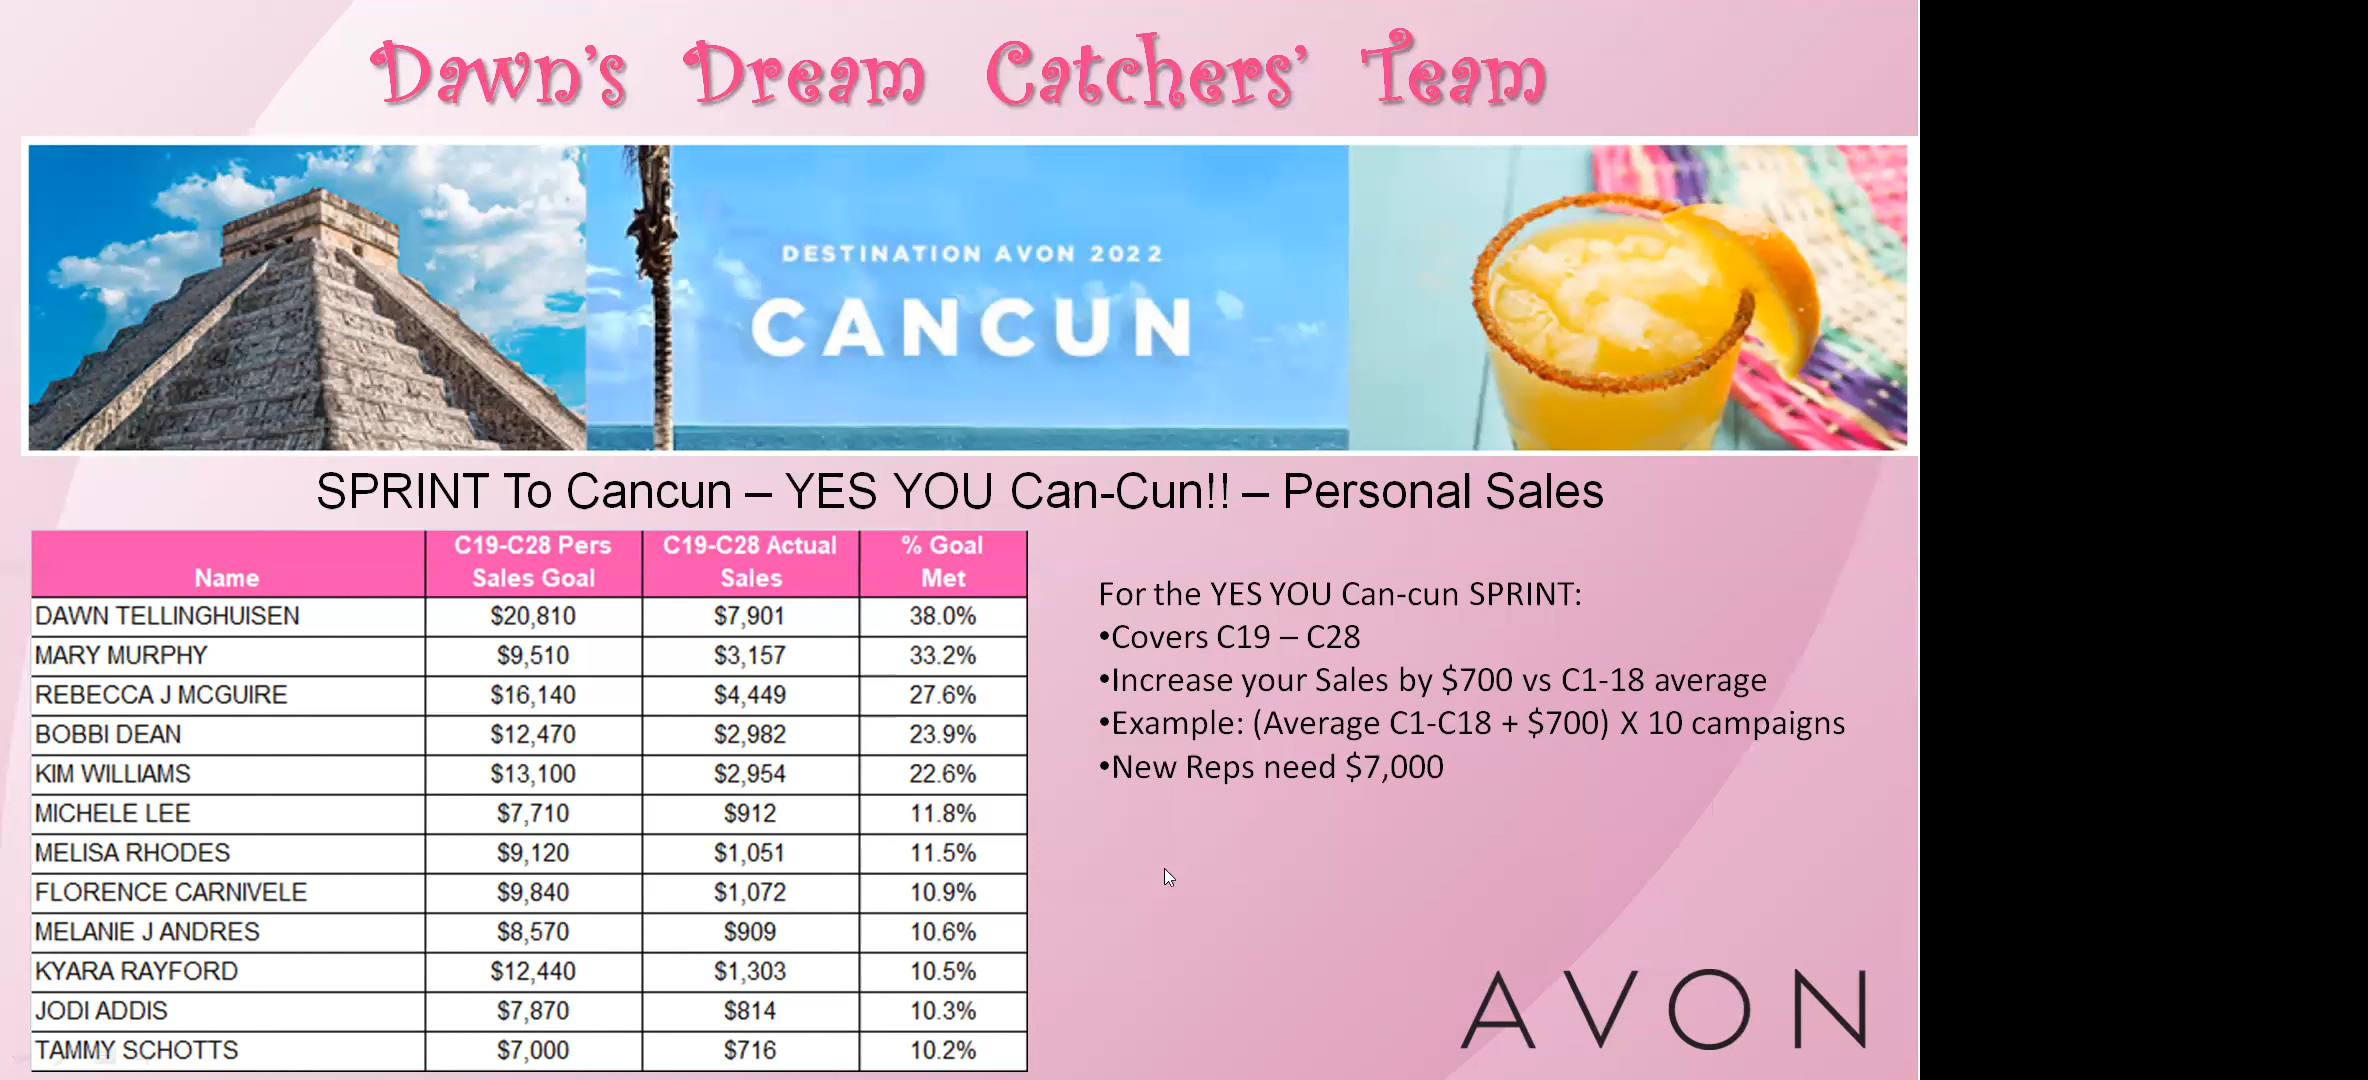 Dawn's Dream Catchers' Team
DESTINATION AVON 2022
CANCUN
SPRINT To Cancun – YES YOU Can-Cun!! – Personal Sales
Name C19-C28 Pers Sales Goal C19-C28 Actual Sales % Goal Met
DAWN TELLINGHUISEN $20,810 $7,901 38.0%
MARY MURPHY $9,510 $3,157 33.2%
REBECCA J MCGUIRE $16,140 $4,449 27.6%
BOBBI DEAN $12,470 $2,982 23.9%
KIM WILLIAMS $13,100 $2,954 22.6%
MICHELE LEE $7,710 $912 11.8%
MELISA RHODES $9,120 $1,051 11.5%
FLORENCE CARNIVELE $9,840 $1,072 10.9%
MELANIE J ANDRES $8,570 $909 10.6%
KYARA RAYFORD $12,440 $1,303 10.5%
JODI ADDIS $7,870 $814 10.3%
TAMMY SCHOTTS $7,000 $716 10.2%
For the YES YOU Can-cun SPRINT:
•Covers C19 – C28
•Increase your Sales by $700 vs C1-18 average
•Example: (Average C1-C18 + $700) X 10 campaigns
•New Reps need $7,000
AVON